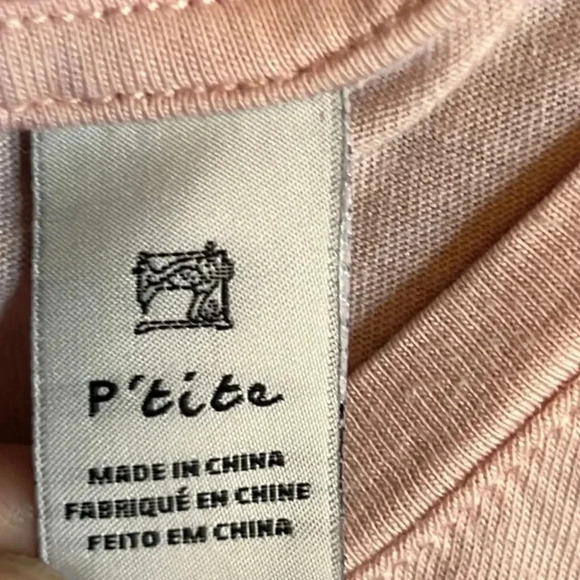 P'tite
MADE IN CHINA
FABRIQUÉ EN CHINE
FEITO EM CHINA